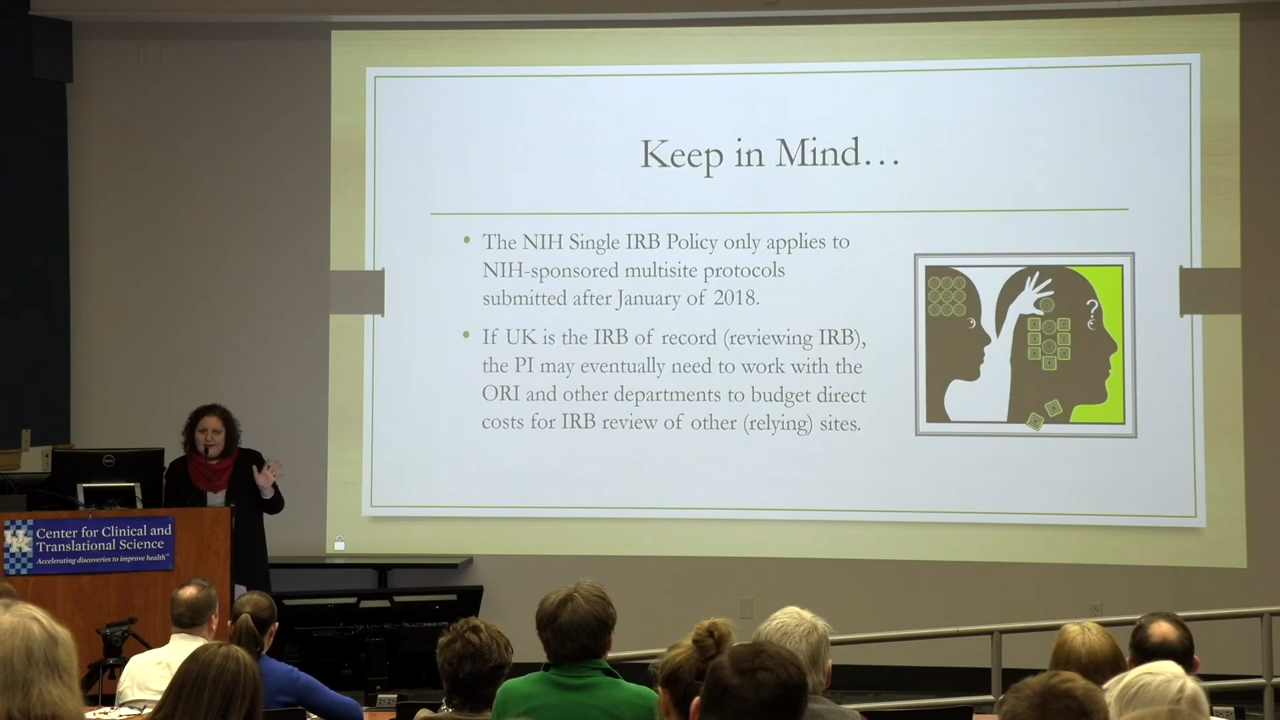 Keep in Mind…
• The NIH Single IRB Policy only applies to
NIH-sponsored multisite protocols
submitted after January of 2018.
• If UK is the IRB of record (reviewing IRB),
the PI may eventually need to work with the
ORI and other departments to budget direct
costs for IRB review of other (relying) sites.
?
DELL
UK
Center for Clinical and
Translational Science
Accelerating discoveries to improve health™